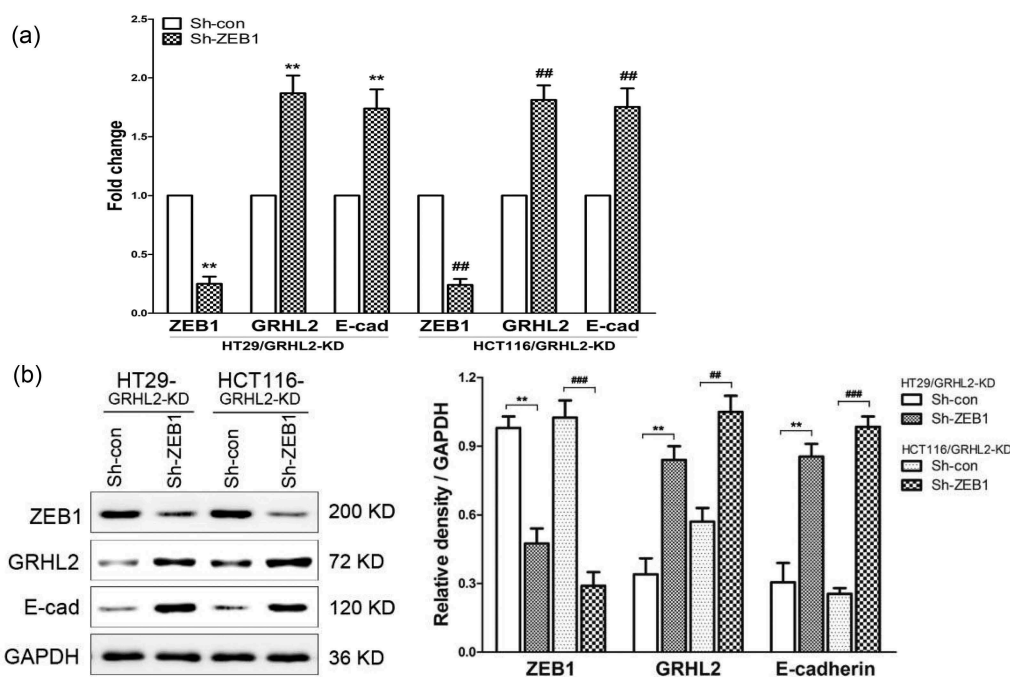 (a)
Sh-con
Sh-ZEB1
Fold change
2.5
2.0
1.5
1.0
0.5
0.0
** ** ** ## ## ##
ZEB1 GRHL2 E-cad ZEB1 GRHL2 E-cad
HT29/GRHL2-KD HCT116/GRHL2-KD
(b)
HT29- HCT116-
GRHL2-KD GRHL2-KD
Sh-con Sh-ZEB1 Sh-con Sh-ZEB1
ZEB1 200 KD
GRHL2 72 KD
E-cad 120 KD
GAPDH 36 KD
Relative density / GAPDH
1.2
0.9
0.6
0.3
0.0
** ### ** ## ** ###
ZEB1 GRHL2 E-cadherin
HT29/GRHL2-KD
Sh-con
Sh-ZEB1
HCT116/GRHL2-KD
Sh-con
Sh-ZEB1